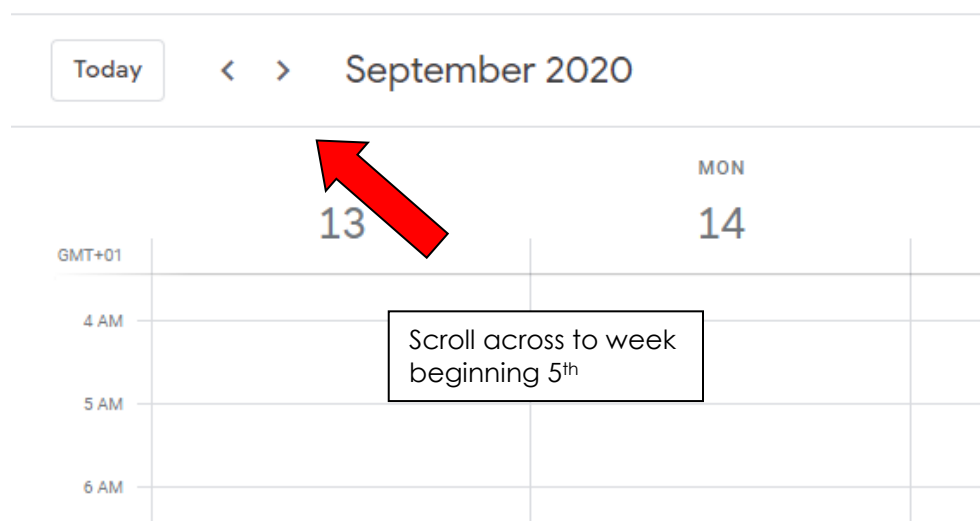 Today < > September 2020
MON
13 14
GMT+01
4 AM
Scroll across to week
beginning 5th
5 AM
6 AM